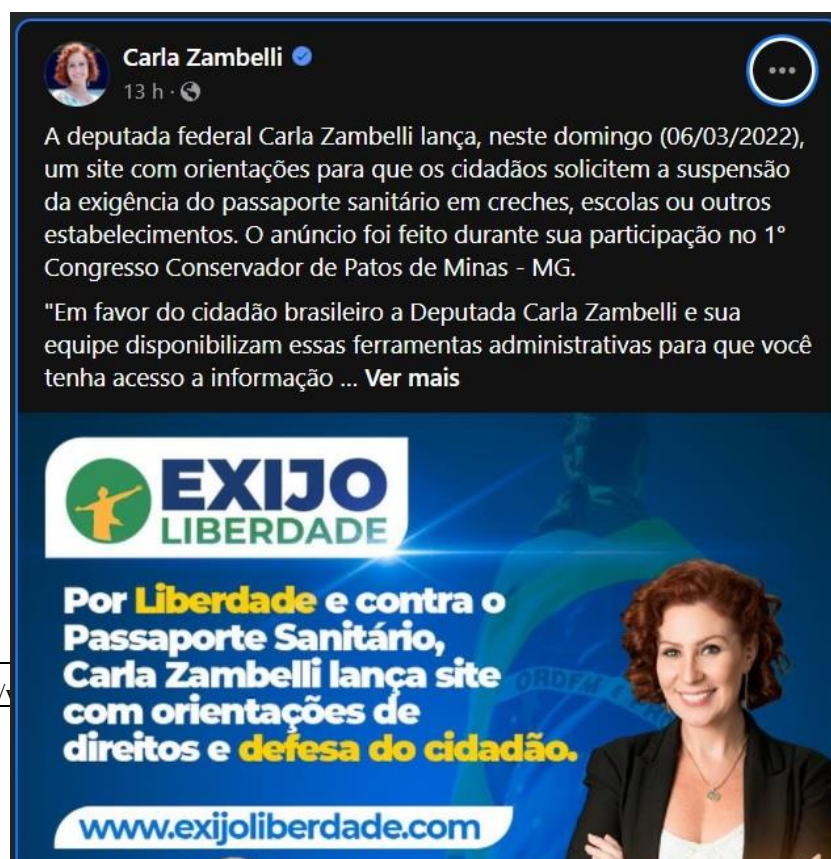 Carla Zambelli
13 h ·
A deputada federal Carla Zambelli lança, neste domingo (06/03/2022),
um site com orientações para que os cidadãos solicitem a suspensão
da exigência do passaporte sanitário em creches, escolas ou outros
estabelecimentos. O anúncio foi feito durante sua participação no 1°
Congresso Conservador de Patos de Minas - MG.
"Em favor do cidadão brasileiro a Deputada Carla Zambelli e sua
equipe disponibilizam essas ferramentas administrativas para que você
tenha acesso a informação ... Ver mais
EXIJO
LIBERDADE
Por Liberdade e contra o
Passaporte Sanitário,
Carla Zambelli lança site
com orientações de
direitos e defesa do cidadão.
ORDEM E
www.exijoliberdade.com